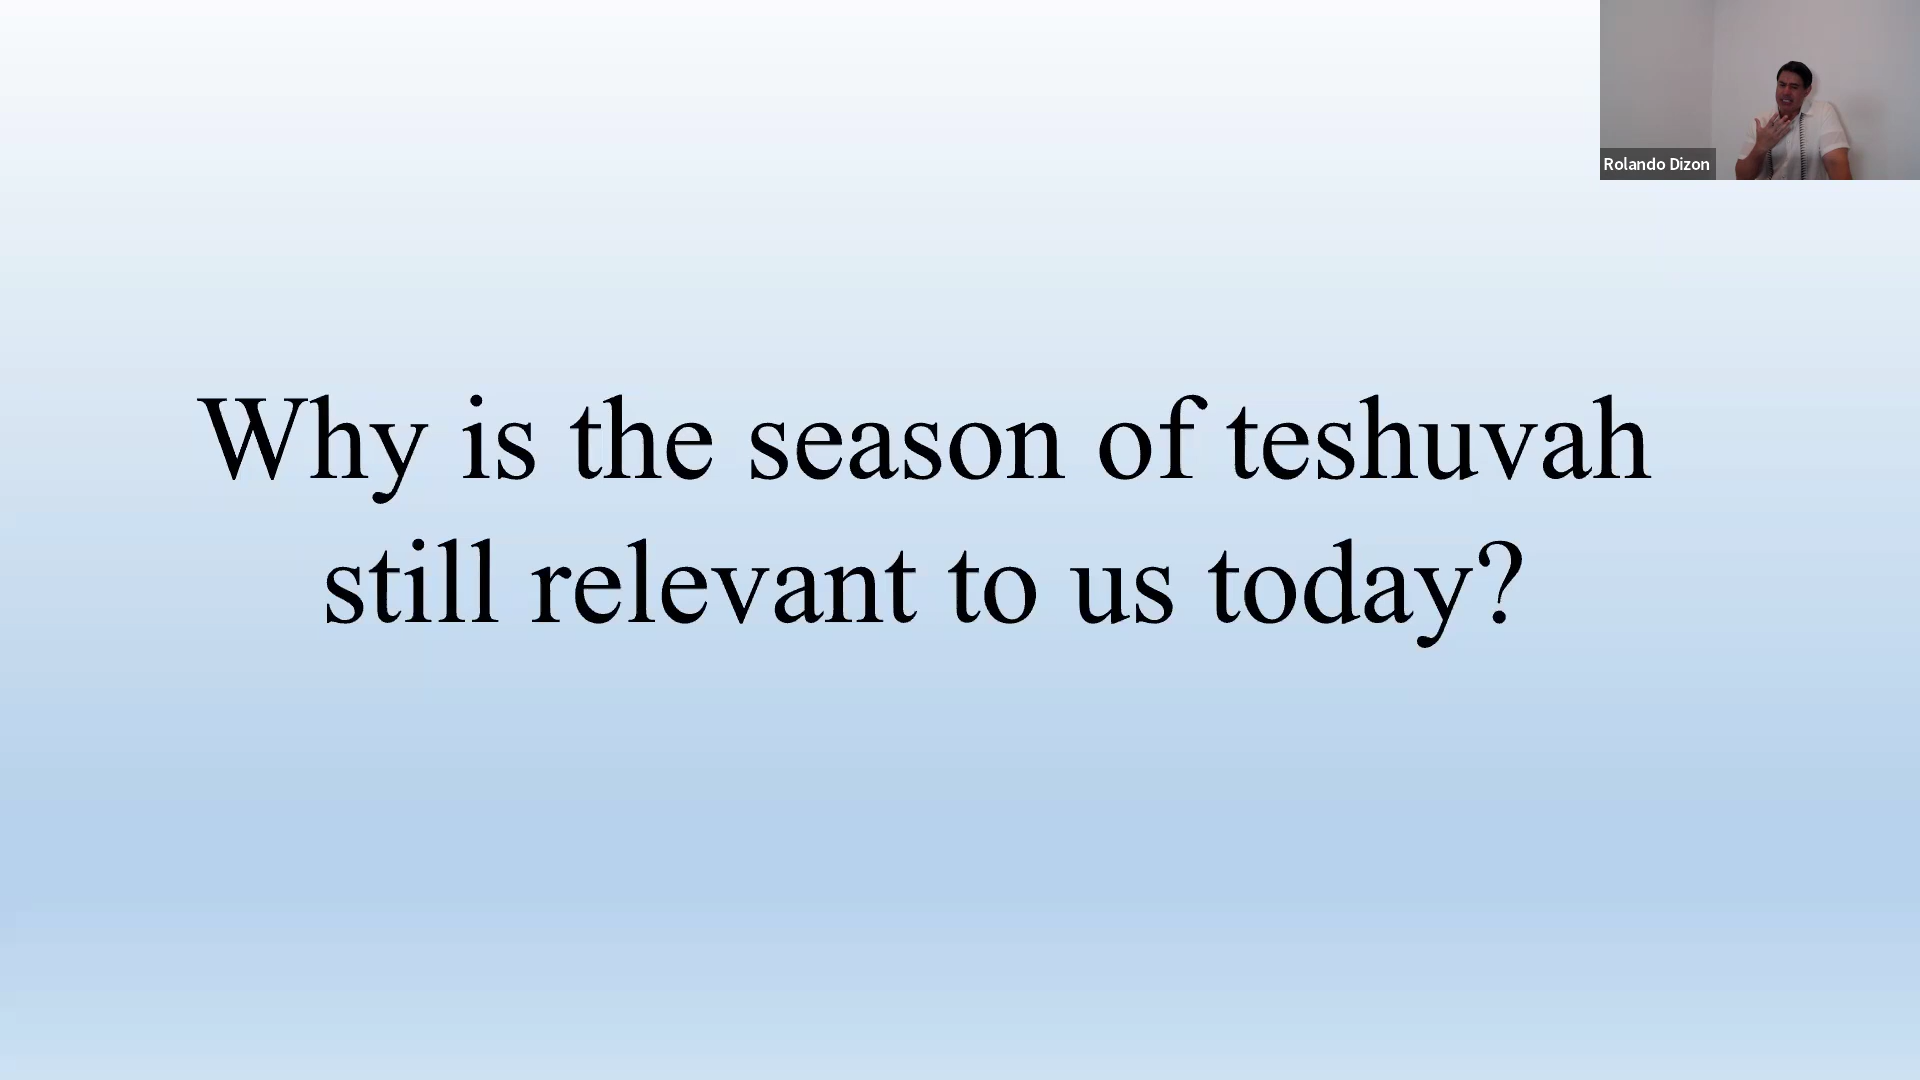 Rolando Dizon
Why is the season of teshuvah
still relevant to us today?